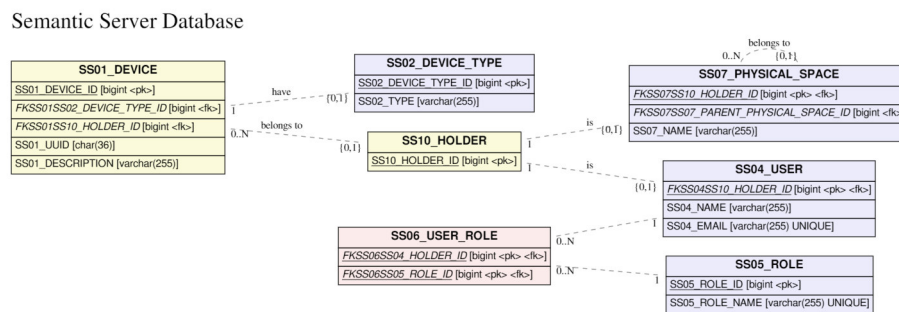 Semantic Server Database
SS01_DEVICE
SS01_DEVICE_ID [bigint <pk>]
FKSS01SS02_DEVICE_TYPE_ID [bigint <fk>]
FKSS01SS10_HOLDER_ID [bigint <fk>]
SS01_UUID [char(36)]
SS01_DESCRIPTION [varchar(255)]
1
have
{0,1}
SS02_DEVICE_TYPE
SS02_DEVICE_TYPE_ID [bigint <pk>]
SS02_TYPE [varchar(255)]
0..N
belongs to
{0,1}
SS10_HOLDER
SS10_HOLDER_ID [bigint <pk>]
1
is
{0,1}
belongs to
0..N
{0,1}
SS07_PHYSICAL_SPACE
FKSS07SS10_HOLDER_ID [bigint <pk> <fk>]
FKSS07SS07_PARENT_PHYSICAL_SPACE_ID [bigint <fk>
SS07_NAME [varchar(255)]
1
is
{0,1}
SS04_USER
FKSS04SS10_HOLDER_ID [bigint <pk> <fk>]
SS04_NAME [varchar(255)]
SS04_EMAIL [varchar(255) UNIQUE]
SS06_USER_ROLE
FKSS06SS04_HOLDER_ID [bigint <pk> <fk>]
FKSS06SS05_ROLE_ID [bigint <pk> <fk>]
0..N
1
0..N
1
SS05_ROLE
SS05_ROLE_ID [bigint <pk>]
SS05_ROLE_NAME [varchar(255) UNIQUE]